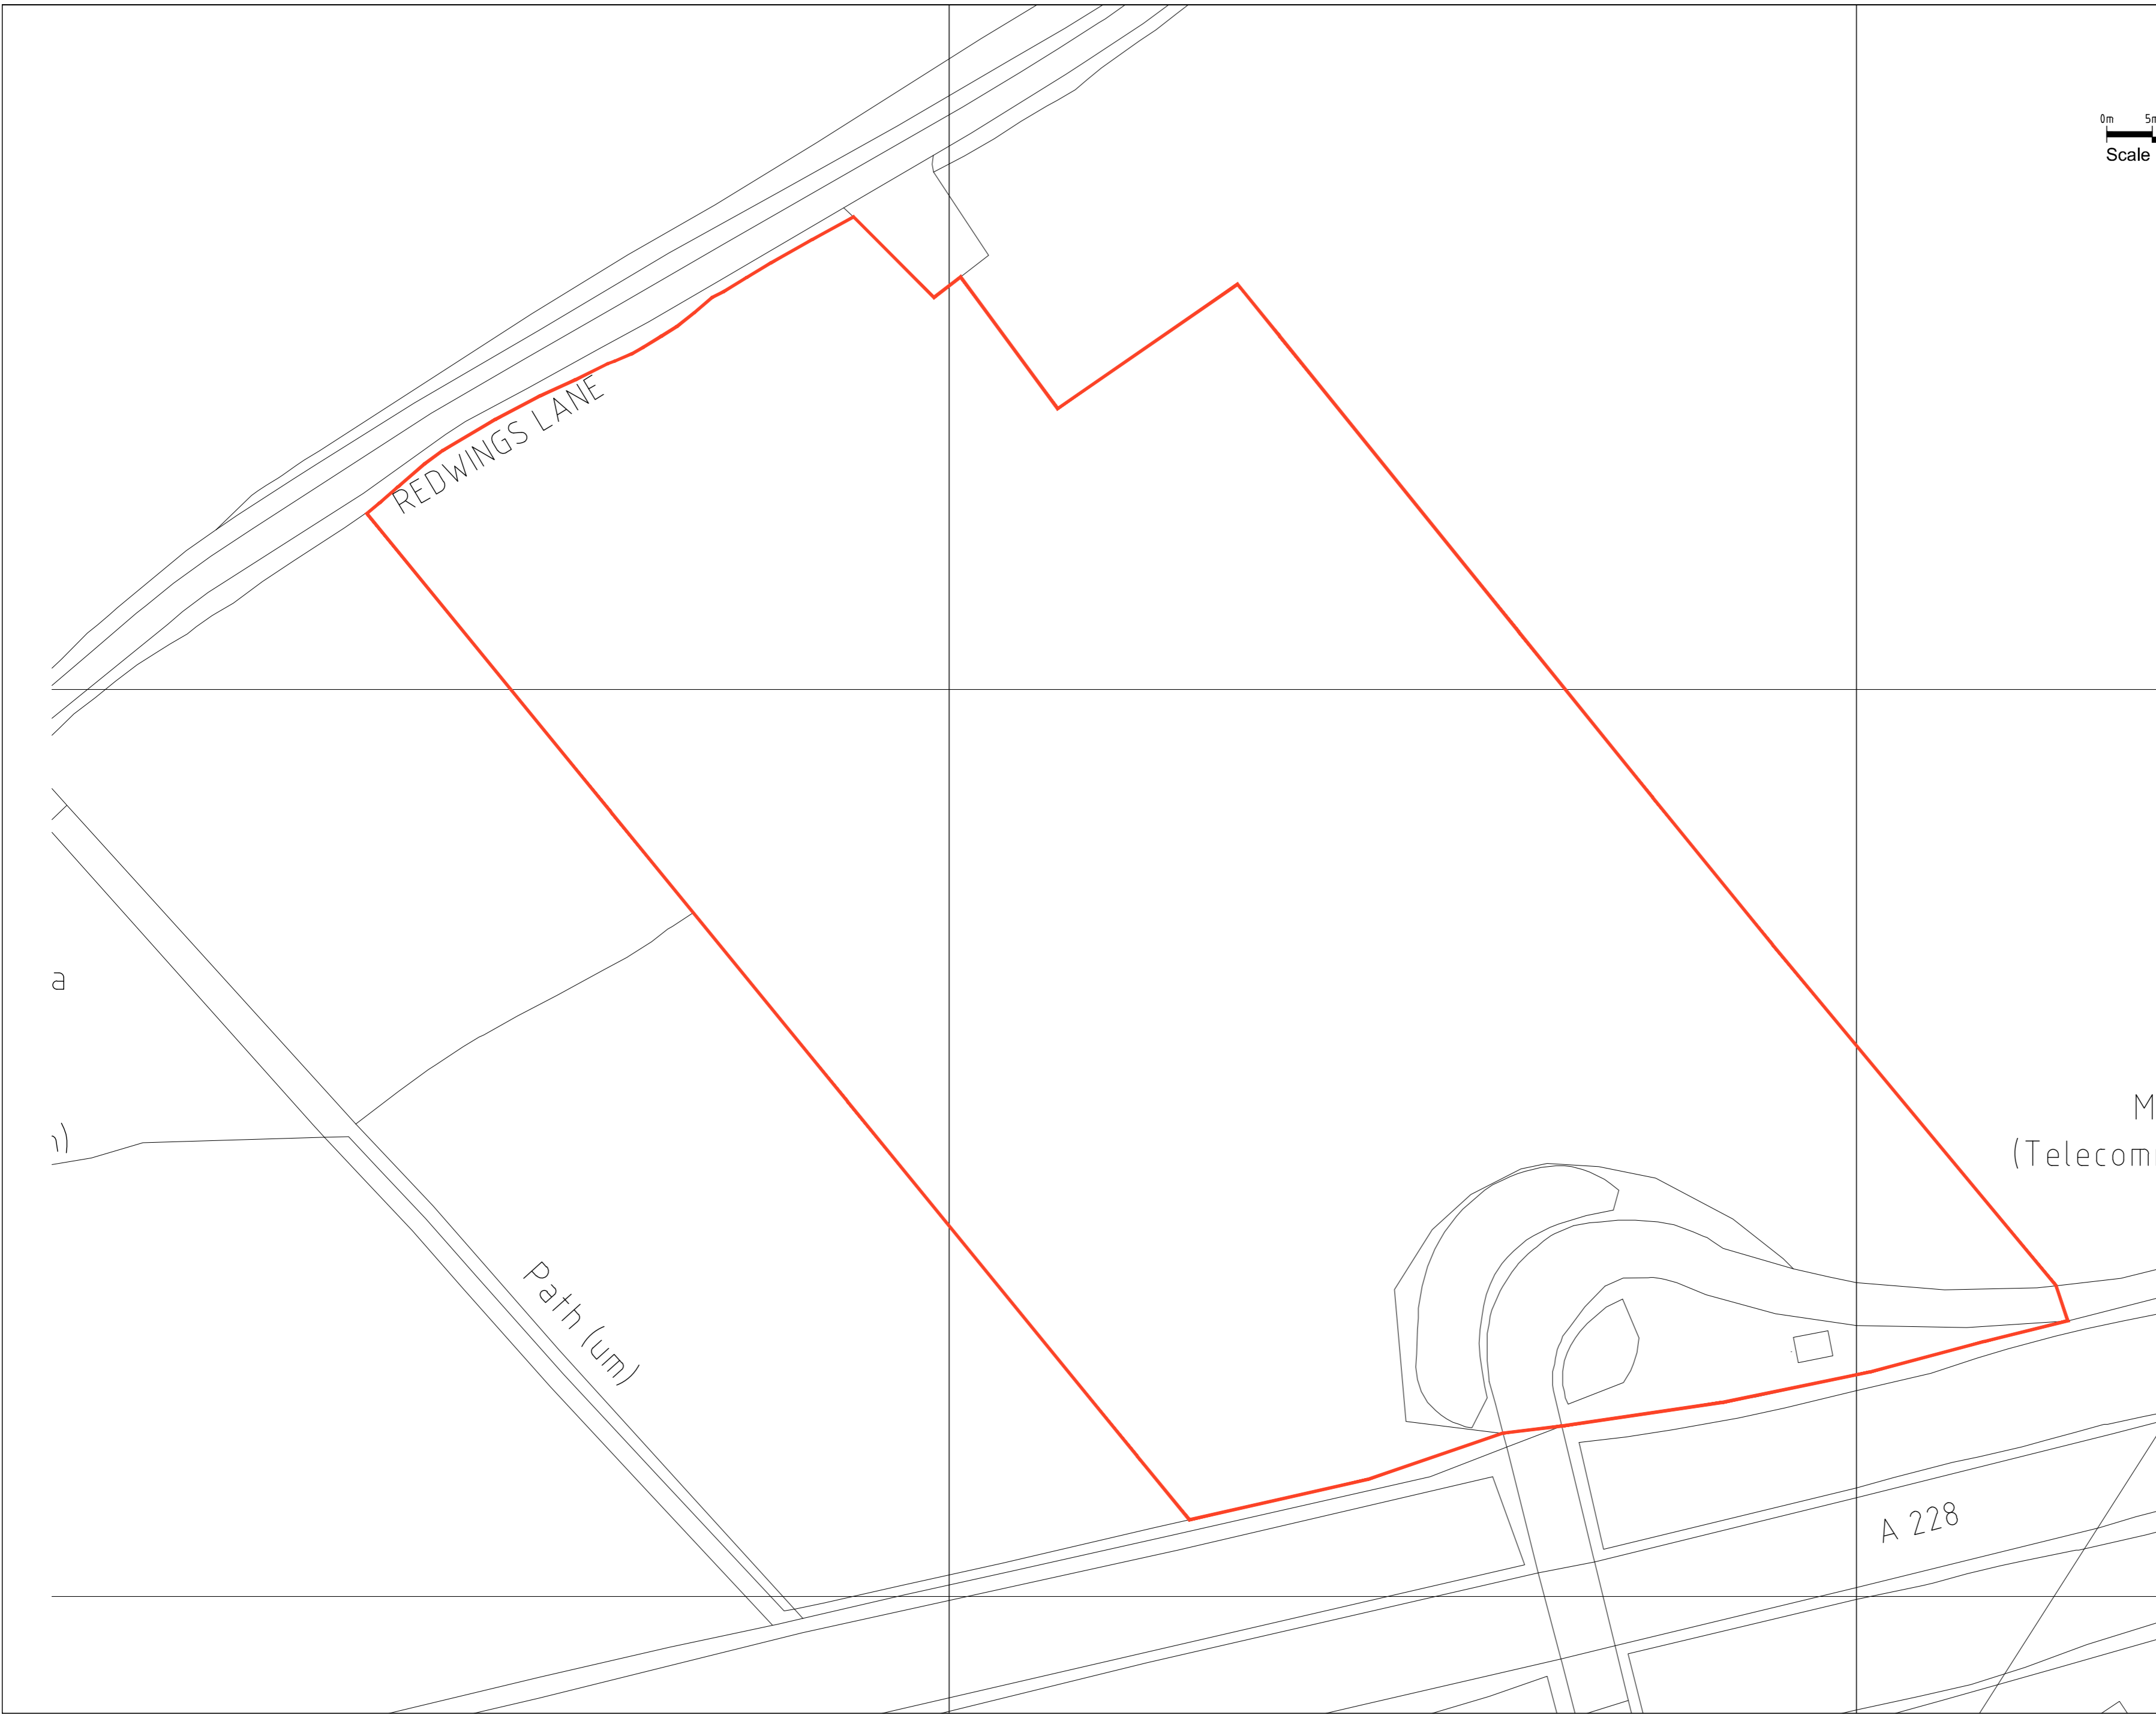 0m 5m
Scale
REDWINGS LANE
a
)
M
(Telecom
Path (um)
A 228